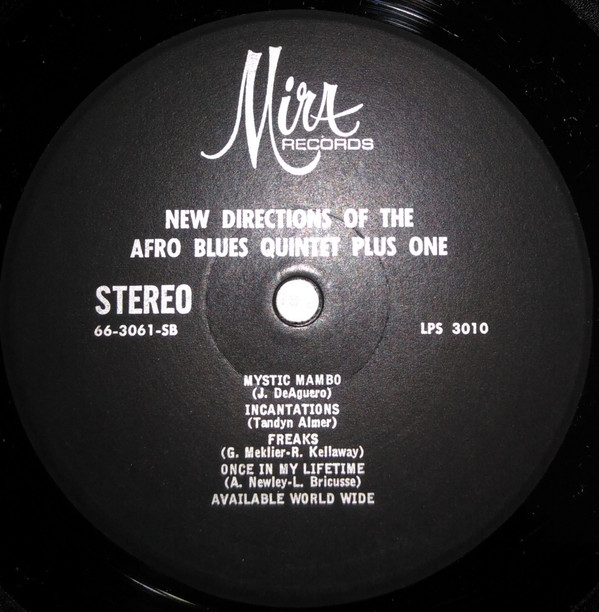 Mira
RECORDS
NEW DIRECTIONS OF THE
AFRO BLUES QUINTET PLUS ONE
STEREO
66-3061-SB
LPS 3010
MYSTIC MAMBO
(J. DeAguero)
INCANTATIONS
(Tandyn Almer)
FREAKS
(G. Meklier-R. Kellaway)
ONCE IN MY LIFETIME
(A. Newley-L. Bricusse)
AVAILABLE WORLD WIDE